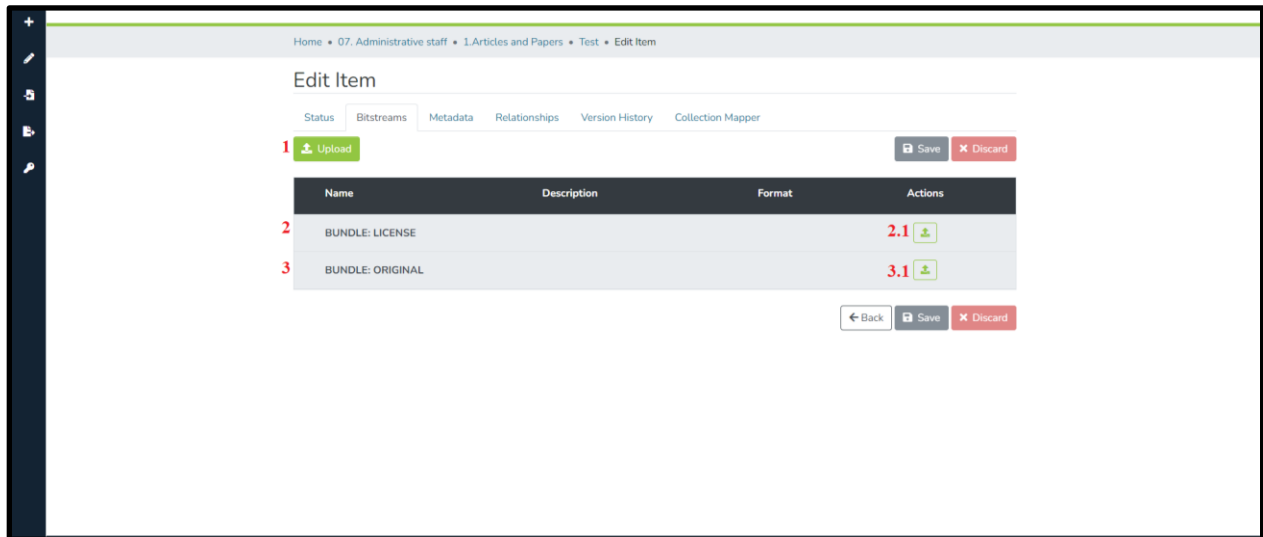 Home • 07. Administrative staff • 1.Articles and Papers • Test • Edit Item
Edit Item
Status Bitstreams Metadata Relationships Version History Collection Mapper
1 Upload Save Discard
Name Description Format Actions
2 BUNDLE: LICENSE 2.1
3 BUNDLE: ORIGINAL 3.1
Back Save Discard